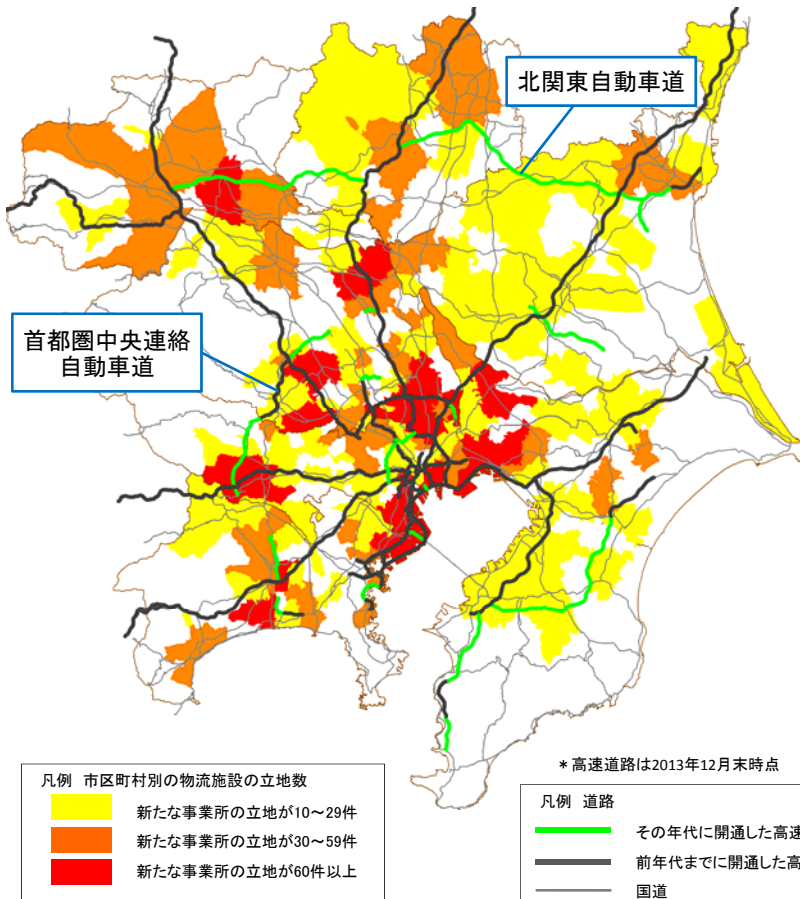 北関東自動車道
首都圏中央連絡
自動車道
*高速道路は2013年12月末時点
凡例 市区町村別の物流施設の立地数
新たな事業所の立地が10～29件
新たな事業所の立地が30～59件
新たな事業所の立地が60件以上
凡例 道路
その年代に開通した高速
前年代までに開通した高
国道